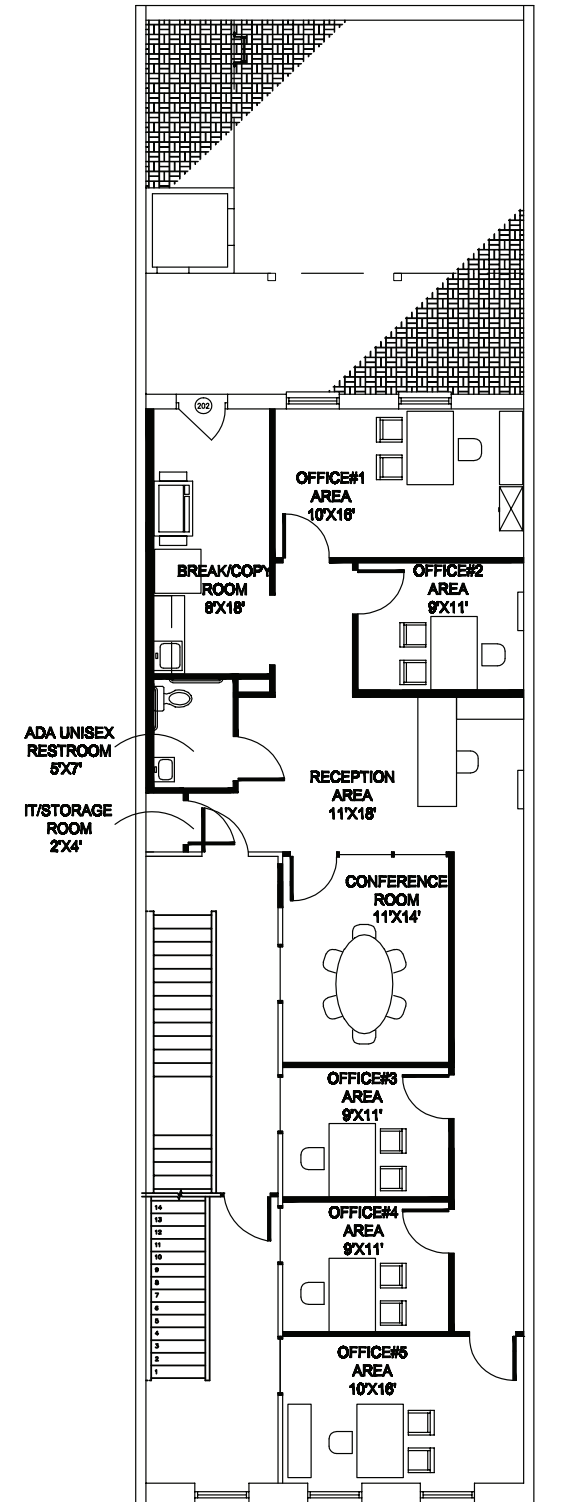 202
OFFICE#1
AREA
10'X16'
BREAK/COPY
ROOM
8'X18'
OFFICE#2
AREA
9'X11'
ADA UNISEX
RESTROOM
5'X7'
RECEPTION
AREA
11'X18'
IT/STORAGE
ROOM
2'X4'
CONFERENCE
ROOM
11'X14'
OFFICE#3
AREA
9'X11'
14
13
12
11
10
9
8
7
6
5
4
3
2
1
OFFICE#4
AREA
9'X11'
OFFICE#5
AREA
10'X16'